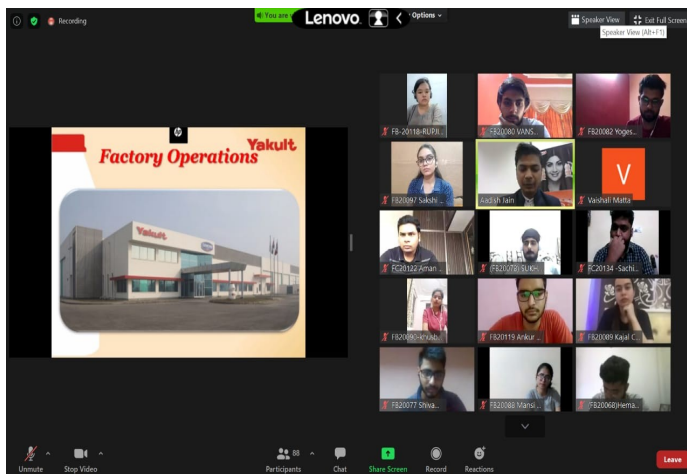 Recording
You are
Lenovo
Options
Speaker View
Exit Full Screen
Speaker View (Alt+F1)
hp
Yakult
Factory Operations
Yakult
FB-20118-RUPJI...
FB20080 VANS...
FB20082 Yoges...
FB20097 Sakshi ...
Aadish Jain
V
Vaishali Matta
FC20122 Aman ...
(FB20078) SUKH...
FC20134 -Sachi...
FB20119 Ankur ...
FB20089 Kajal C...
FB20077 Shiva...
FB20088 Mansi ...
(FB20068)Hema...
Unmute
Stop Video
88
Participants
Chat
Share Screen
Record
Reactions
Leave